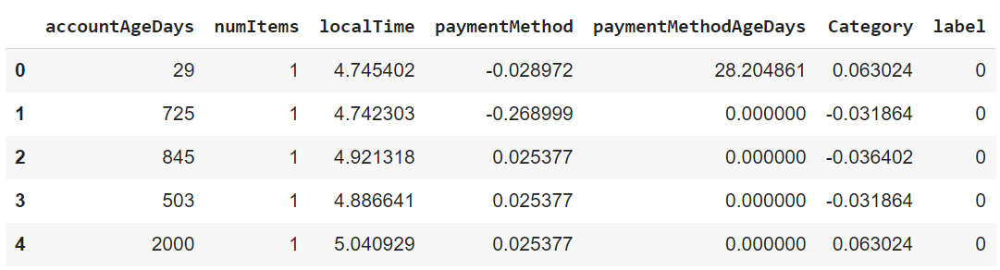 accountAgeDays numItems localTime paymentMethod paymentMethodAgeDays Category label
0 29 1 4.745402 -0.028972 28.204861 0.063024 0
1 725 1 4.742303 -0.268999 0.000000 -0.031864 0
2 845 1 4.921318 0.025377 0.000000 -0.036402 0
3 503 1 4.886641 0.025377 0.000000 -0.031864 0
4 2000 1 5.040929 0.025377 0.000000 0.063024 0